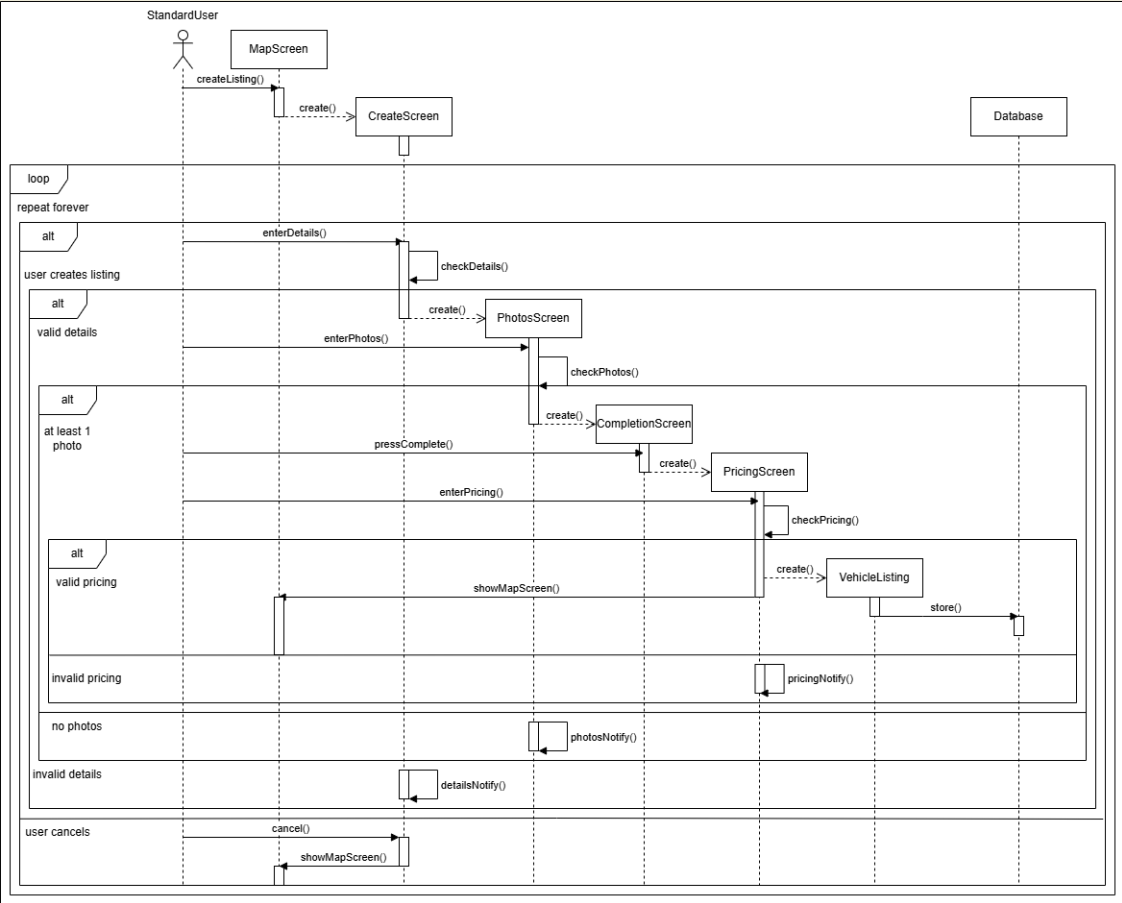 StandardUser
MapScreen
createListing()
create()
CreateScreen
Database
loop
repeat forever
alt
enterDetails()
checkDetails()
user creates listing
alt
create()
PhotosScreen
valid details
enterPhotos()
checkPhotos()
alt
at least 1
photo
create()
CompletionScreen
pressComplete()
create()
PricingScreen
enterPricing()
checkPricing()
alt
valid pricing
create()
VehicleListing
showMapScreen()
store()
invalid pricing
pricingNotify()
no photos
photosNotify()
invalid details
detailsNotify()
user cancels
cancel()
showMapScreen()